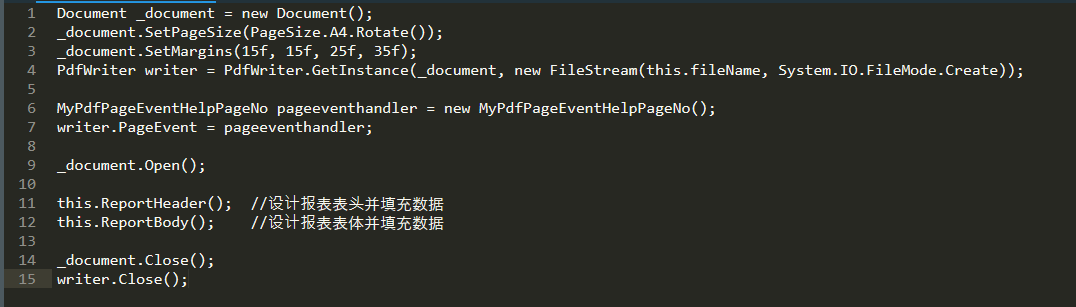 1 Document _document = new Document();
2 _document.SetPageSize(PageSize.A4.Rotate());
3 _document.SetMargins(15f, 15f, 25f, 35f);
4 PdfWriter writer = PdfWriter.GetInstance(_document, new FileStream(this.fileName, System.IO.FileMode.Create));
5
6 MyPdfPageEventHelpPageNo pageeventhandler = new MyPdfPageEventHelpPageNo();
7 writer.PageEvent = pageeventhandler;
8
9 _document.Open();
10
11 this.ReportHeader();  //设计报表表头并填充数据
12 this.ReportBody();    //设计报表表体并填充数据
13
14 _document.Close();
15 writer.Close();